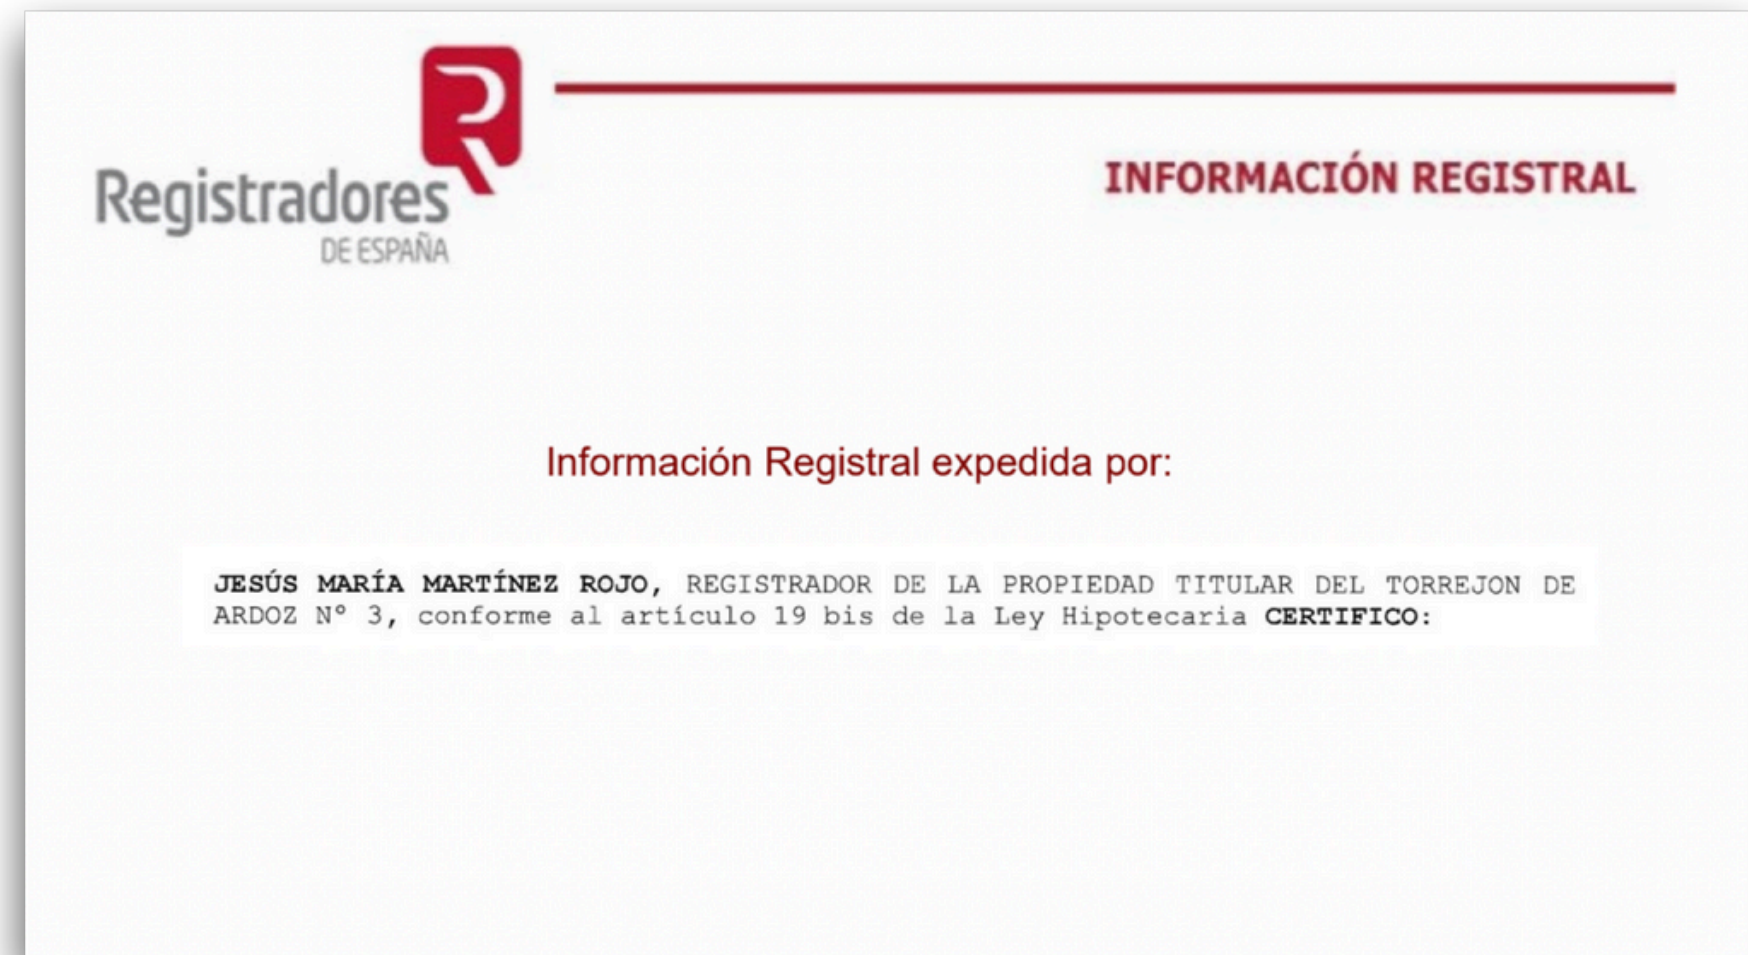 Registradores
DE ESPAÑA
INFORMACIÓN REGISTRAL
Información Registral expedida por:
JESÚS MARÍA MARTÍNEZ ROJO, REGISTRADOR DE LA PROPIEDAD TITULAR DEL TORREJON DE
ARDOZ Nº 3, conforme al artículo 19 bis de la Ley Hipotecaria CERTIFICO: